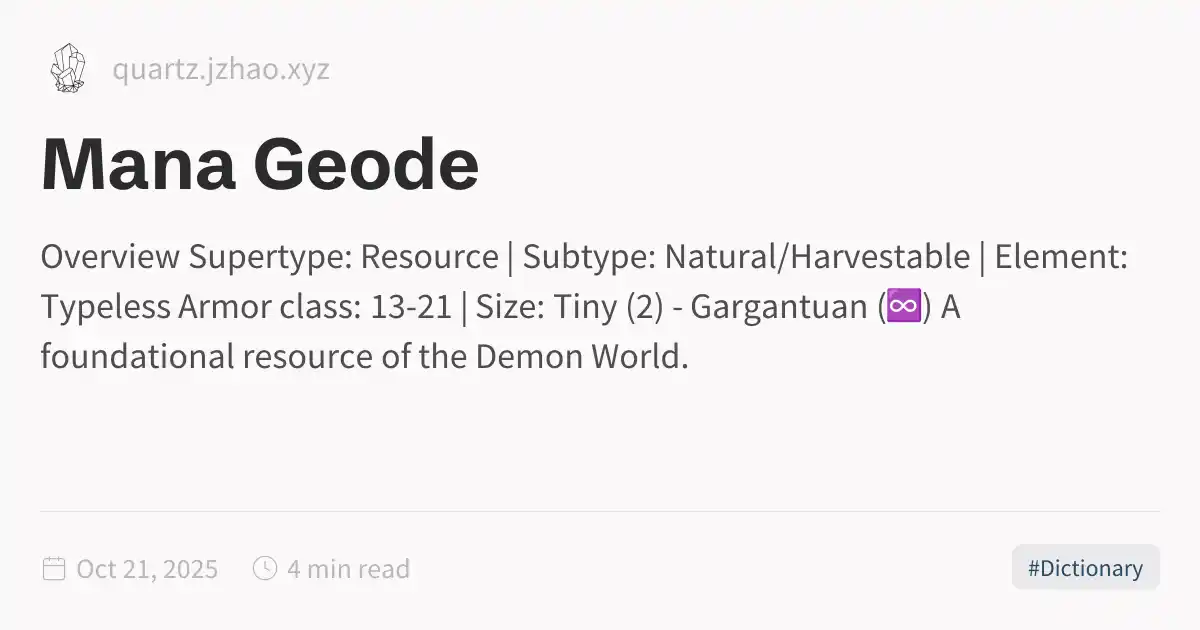 quartz.jzhao.xyz
Mana Geode
Overview Supertype: Resource | Subtype: Natural/Harvestable | Element:
Typeless Armor class: 13-21 | Size: Tiny (2) - Gargantuan (♾️) A
foundational resource of the Demon World.
Oct 21, 2025
4 min read
#Dictionary